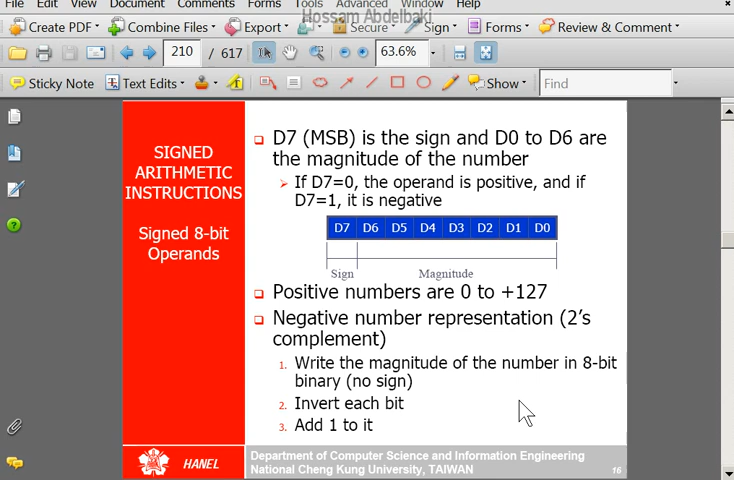 File Edit View Document Comments Forms Tools Advanced Window Help
Hossam Abdelbaki
Create PDF Combine Files Export Secure Sign Forms Review & Comment
210 / 617 63.6%
Sticky Note Text Edits Show Find
SIGNED
ARITHMETIC
INSTRUCTIONS
Signed 8-bit
Operands
D7 (MSB) is the sign and D0 to D6 are
the magnitude of the number
If D7=0, the operand is positive, and if
D7=1, it is negative
D7 D6 D5 D4 D3 D2 D1 D0
Sign Magnitude
Positive numbers are 0 to +127
Negative number representation (2's
complement)
1. Write the magnitude of the number in 8-bit
binary (no sign)
2. Invert each bit
3. Add 1 to it
HANEL
Department of Computer Science and Information Engineering
National Cheng Kung University, TAIWAN
16